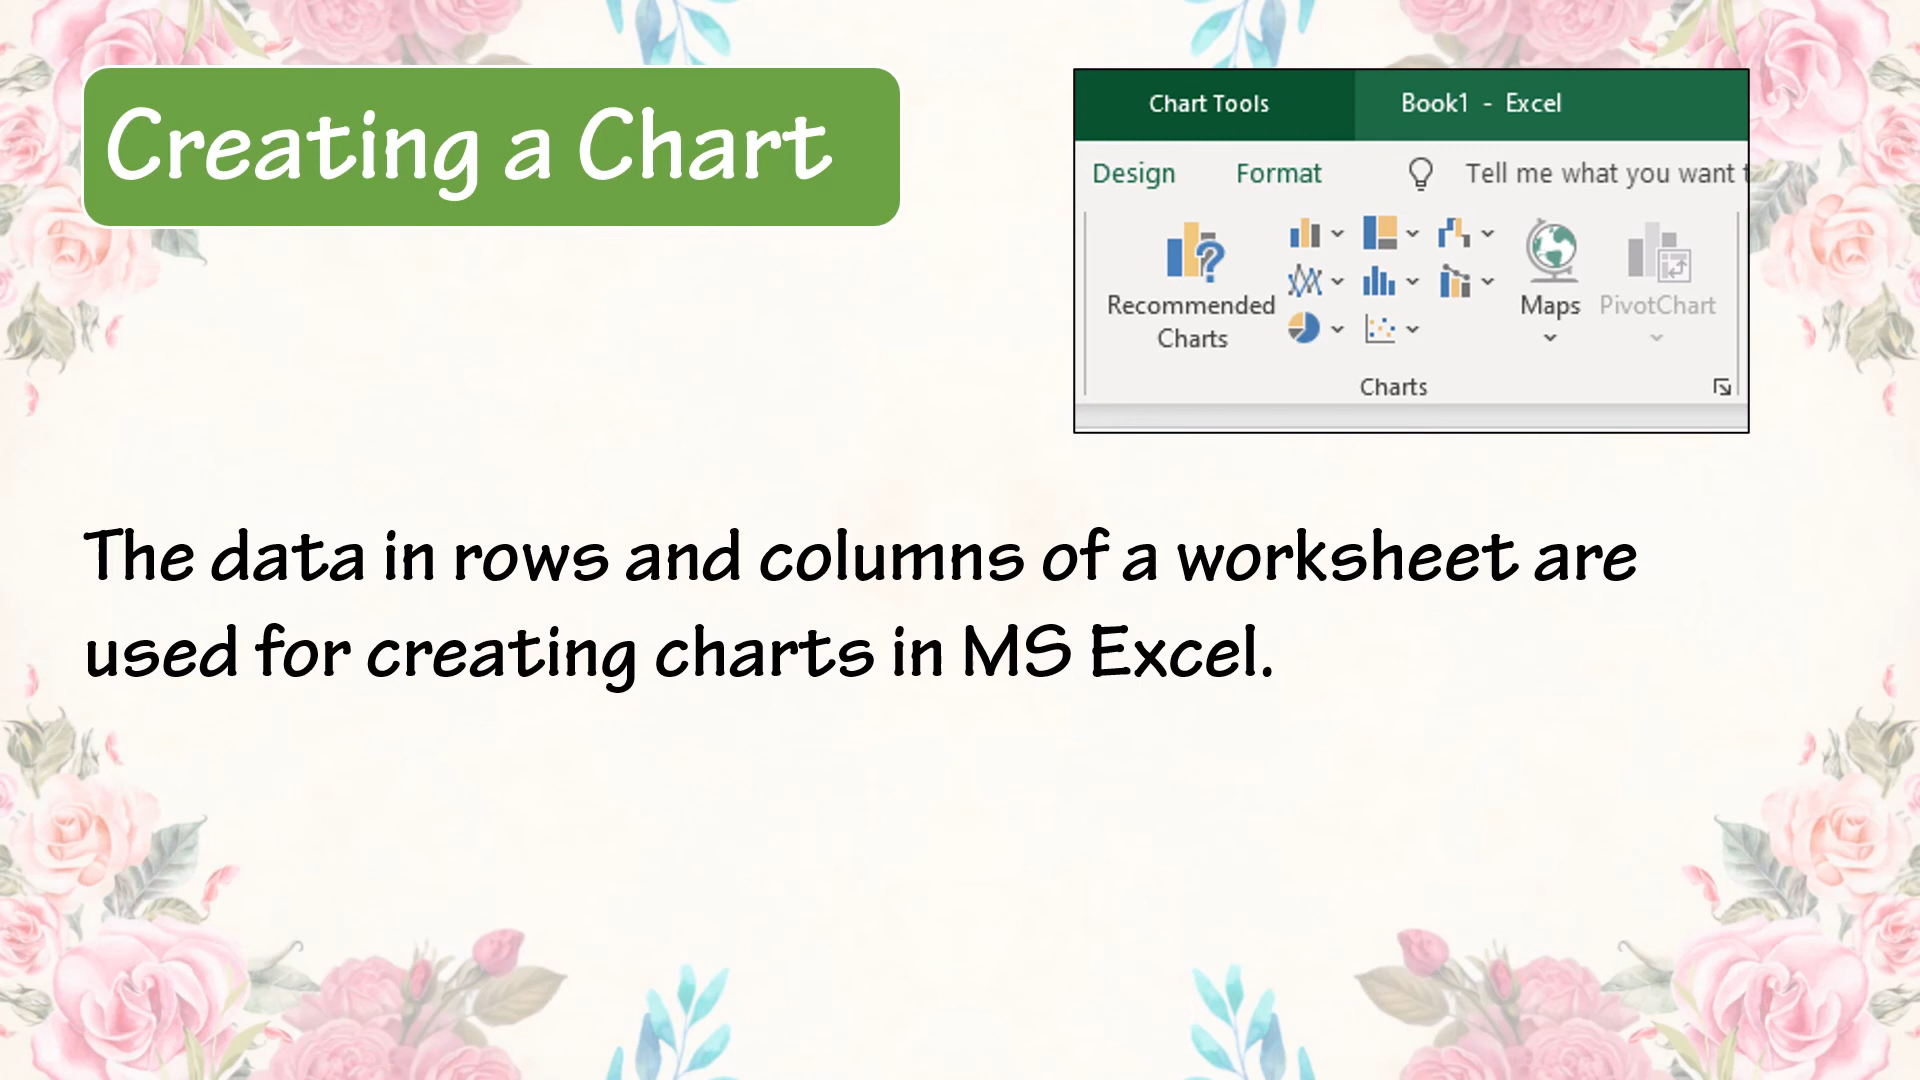 Creating a Chart
Chart Tools
Book1 - Excel
Design
Format
Tell me what you want t
Recommended
Charts
Maps
PivotChart
Charts
The data in rows and columns of a worksheet are
used for creating charts in MS Excel.